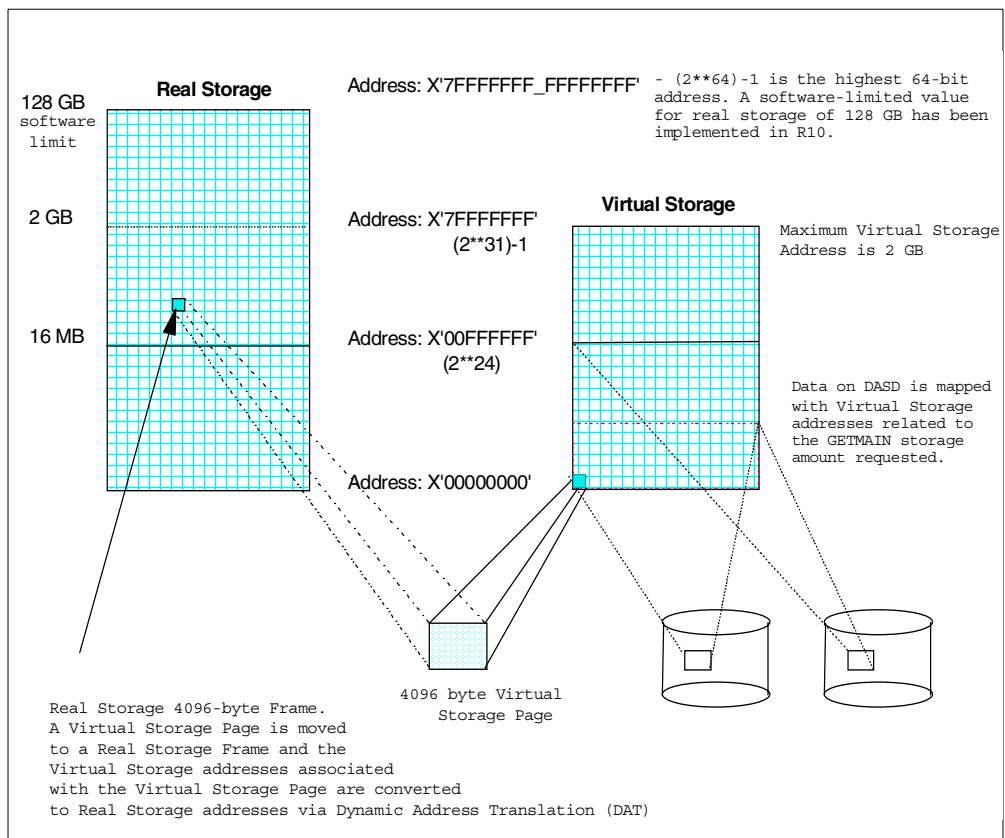 Real Storage
Address: X'7FFFFFFF_FFFFFFFF'
- (2**64)-1 is the highest 64-bit
address. A software-limited value
for real storage of 128 GB has been
implemented in R10.
128 GB
software
limit
2 GB
Address: X'7FFFFFFF'
(2**31)-1
Virtual Storage
Maximum Virtual Storage
Address is 2 GB
16 MB
Address: X'00FFFFFF'
(2**24)
Data on DASD is mapped
with Virtual Storage
addresses related to
the GETMAIN storage
amount requested.
Address: X'00000000'
4096 byte Virtual
Storage Page
Real Storage 4096-byte Frame.
A Virtual Storage Page is moved
to a Real Storage Frame and the
Virtual Storage addresses associated
with the Virtual Storage Page are converted
to Real Storage addresses via Dynamic Address Translation (DAT)